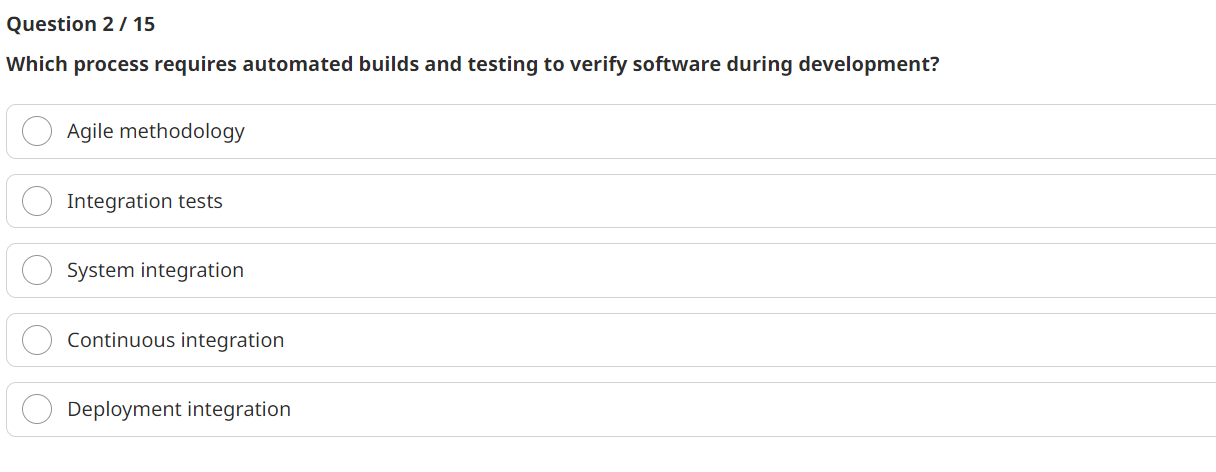 Question 2 / 15
Which process requires automated builds and testing to verify software during development?
Agile methodology
Integration tests
System integration
Continuous integration
Deployment integration